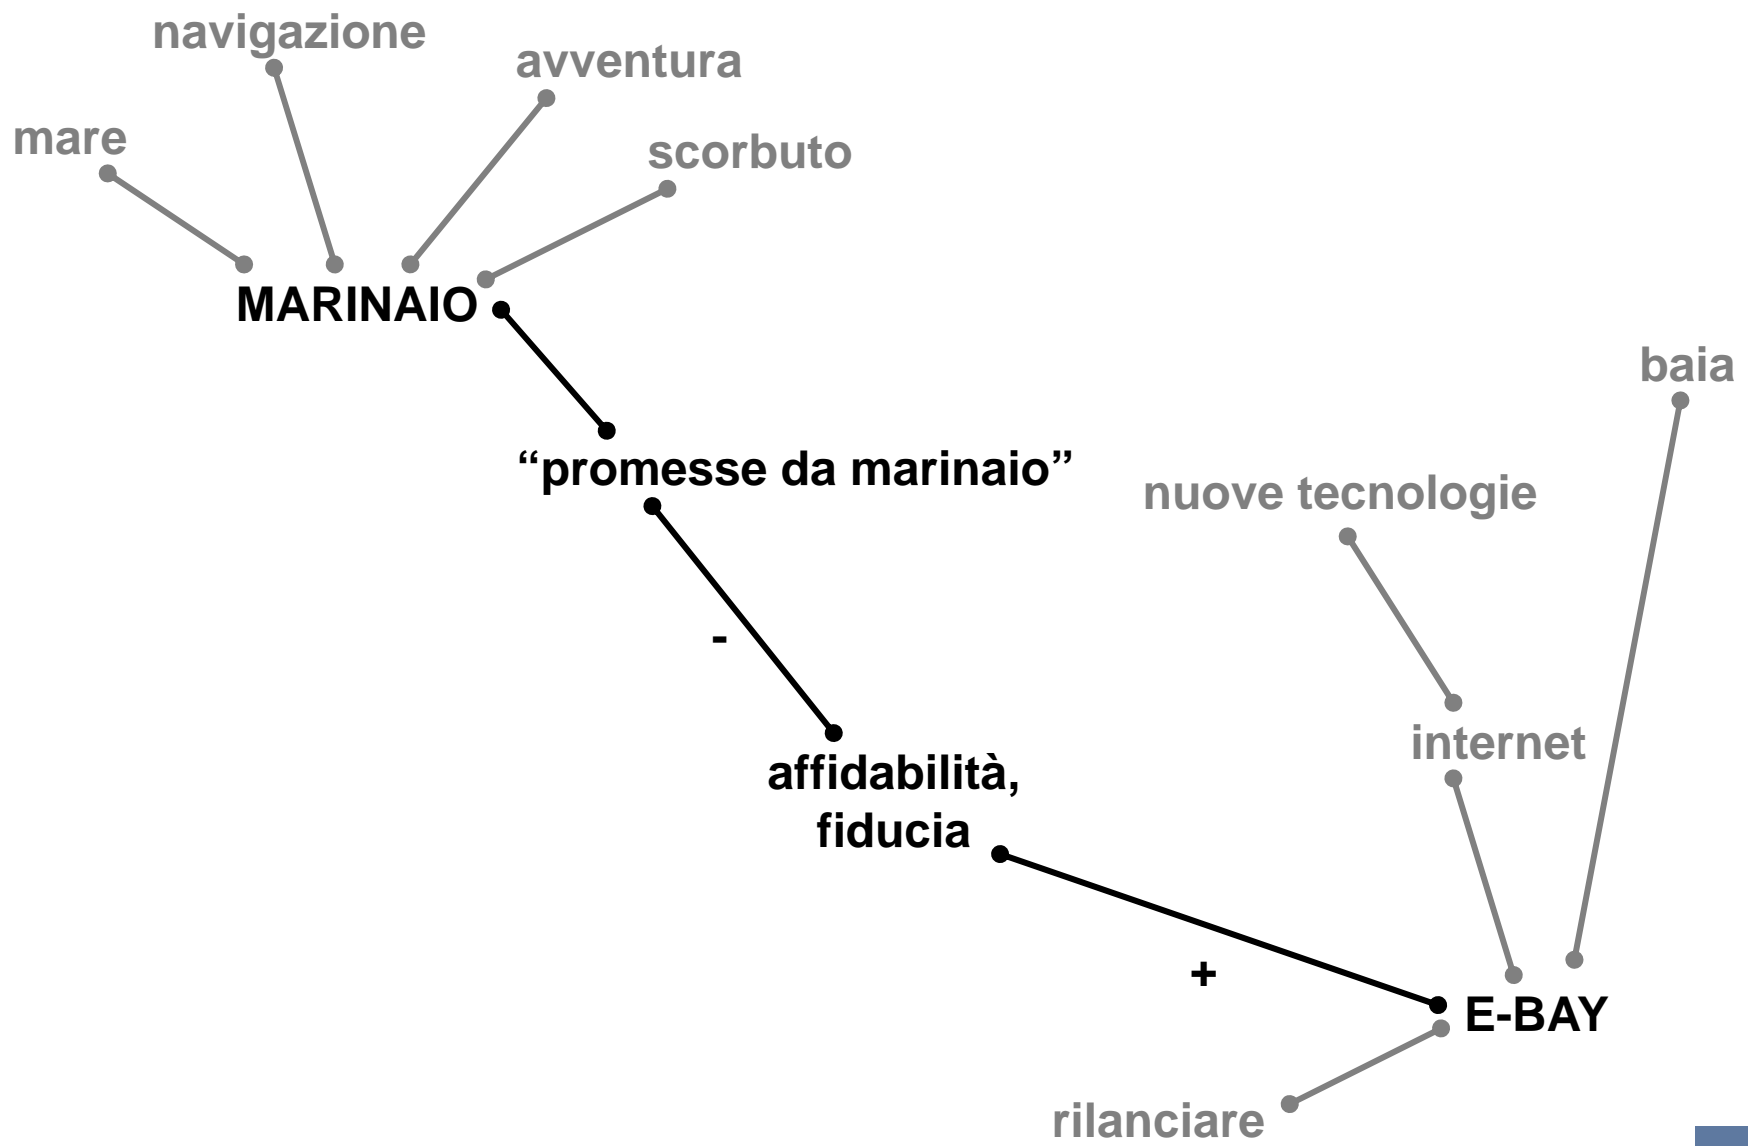 navigazione
avventura
mare
scorbuto
MARINAIO
baia
“promesse da marinaio”
nuove tecnologie
-
internet
affidabilità,
fiducia
+
E-BAY
rilanciare